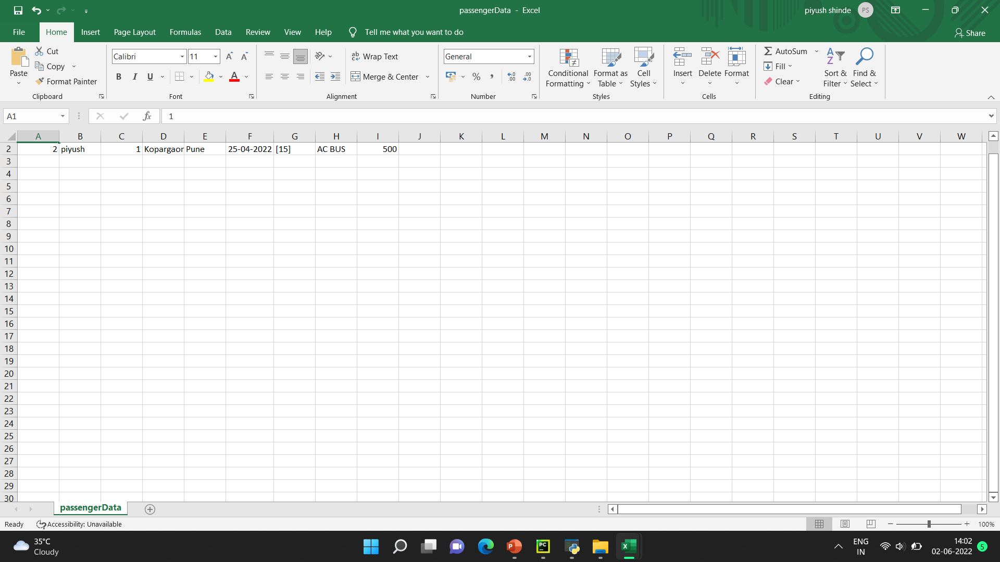 passengerData - Excel
piyush shinde PS
File Home Insert Page Layout Formulas Data Review View Help Tell me what you want to do Share
Paste
Cut
Copy
Format Painter
Clipboard
Calibri 11 A A
B I U A
Font
ab Wrap Text
Merge & Center
Alignment
General
% ,
Number
Conditional Formatting
Format as Table
Cell Styles
Styles
Insert Delete Format
Cells
AutoSum
Fill
Clear
Sort & Filter
Find & Select
Editing
A1 fx 1
A B C D E F G H I J K L M N O P Q R S T U V W
2 2 piyush 1 Kopargaor Pune 25-04-2022 [15] AC BUS 500
3
4
5
6
7
8
9
10
11
12
13
14
15
16
17
18
19
20
21
22
23
24
25
26
27
28
29
30
passengerData
Ready Accessibility: Unavailable 100%
35°C
Cloudy
ENG
IN
14:02
02-06-2022
5